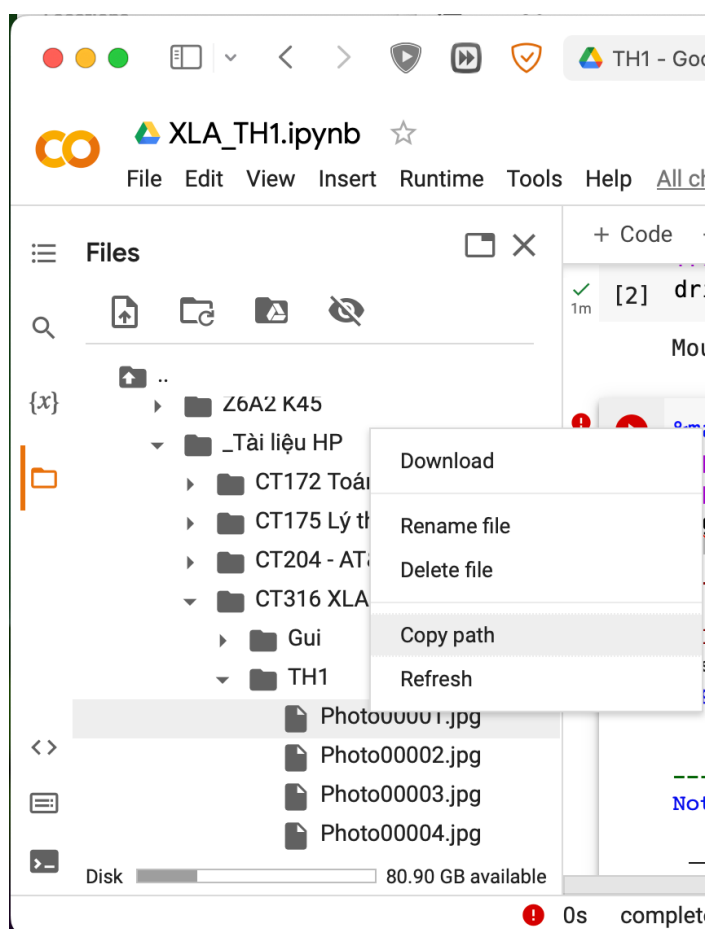 TH1 - Goo
XLA_TH1.ipynb
File Edit View Insert Runtime Tools Help All ch
Files
+ Code
[2] dri
1m
Mou
..
Z6A2 K45
{x}
_Tài liệu HP
Download
CT172 Toán
CT175 Lý th
Rename file
CT204 - AT&
Delete file
CT316 XLA
Copy path
Gui
TH1
Refresh
Photo00001.jpg
Photo00002.jpg
Photo00003.jpg
Not
Photo00004.jpg
Disk 80.90 GB available
0s complete